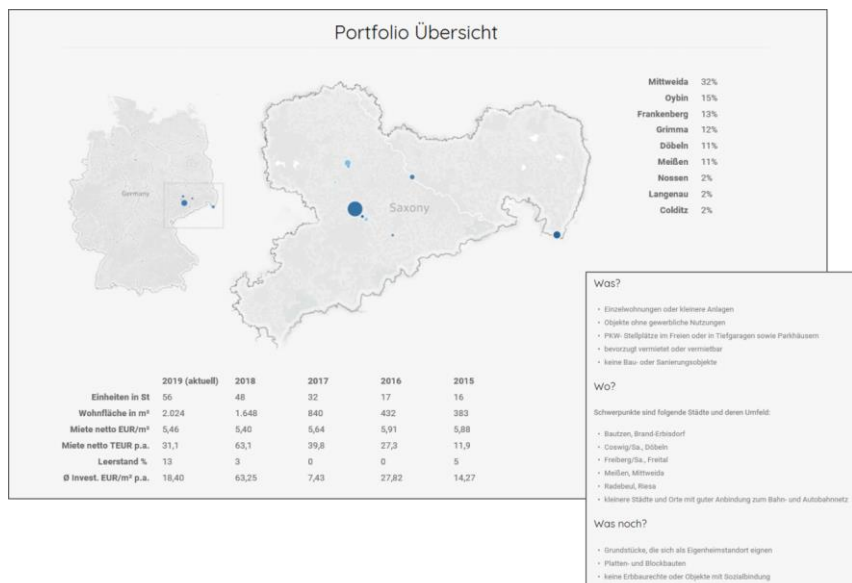 Portfolio Übersicht
Germany
Saxony
Mittweida 32%
Oybin 15%
Frankenberg 13%
Grimma 12%
Döbeln 11%
Meißen 11%
Nossen 2%
Langenau 2%
Colditz 2%
2019 (aktuell) 2018 2017 2016 2015
Einheiten in St 56 48 32 17 16
Wohnfläche in m² 2.024 1.648 840 432 383
Miete netto EUR/m² 5,46 5,40 5,64 5,91 5,88
Miete netto TEUR p.a. 31,1 63,1 39,8 27,3 11,9
Leerstand % 13 3 0 0 5
Ø Invest. EUR/m² p.a. 18,40 63,25 7,43 27,82 14,27
Was?
• Einzelwohnungen oder kleinere Anlagen
• Objekte ohne gewerbliche Nutzungen
• PKW- Stellplätze im Freien oder in Tiefgaragen sowie Parkhäusern
• bevorzugt vermietet oder vermietbar
• keine Bau- oder Sanierungsobjekte
Wo?
Schwerpunkte sind folgende Städte und deren Umfeld:
• Bautzen, Brand-Erbisdorf
• Coswig/Sa., Döbeln
• Freiberg/Sa., Freital
• Meißen, Mittweida
• Radebeul, Riesa
• kleinere Städte und Orte mit guter Anbindung zum Bahn- und Autobahnnetz
Was noch?
• Grundstücke, die sich als Eigenheimstandort eignen
• Platten- und Blockbauten
• keine Erbbaurechte oder Objekte mit Sozialbindung